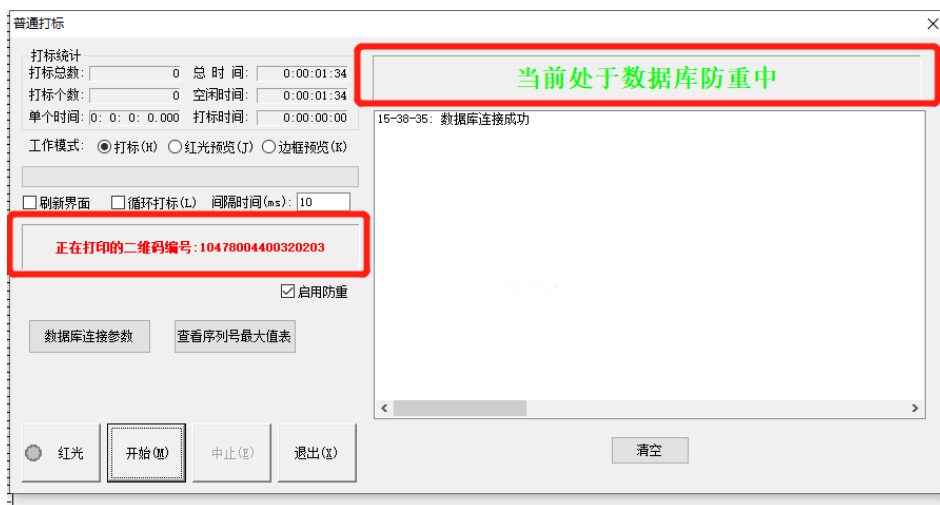 普通打标
打标统计
打标总数: 0 总 时 间: 0:00:01:34
打标个数: 0 空闲时间: 0:00:01:34
单个时间: 0: 0: 0: 0.000 打标时间: 0:00:00:00
工作模式: 打标(H) 红光预览(J) 边框预览(K)
刷新界面 循环打标(L) 间隔时间(ms): 10
正在打印的二维码编号:10478004400320203
启用防重
数据库连接参数 查看序列号最大值表
红光 开始(M) 中止(E) 退出(X)
当前处于数据库防重中
15-38-35: 数据库连接成功
清空